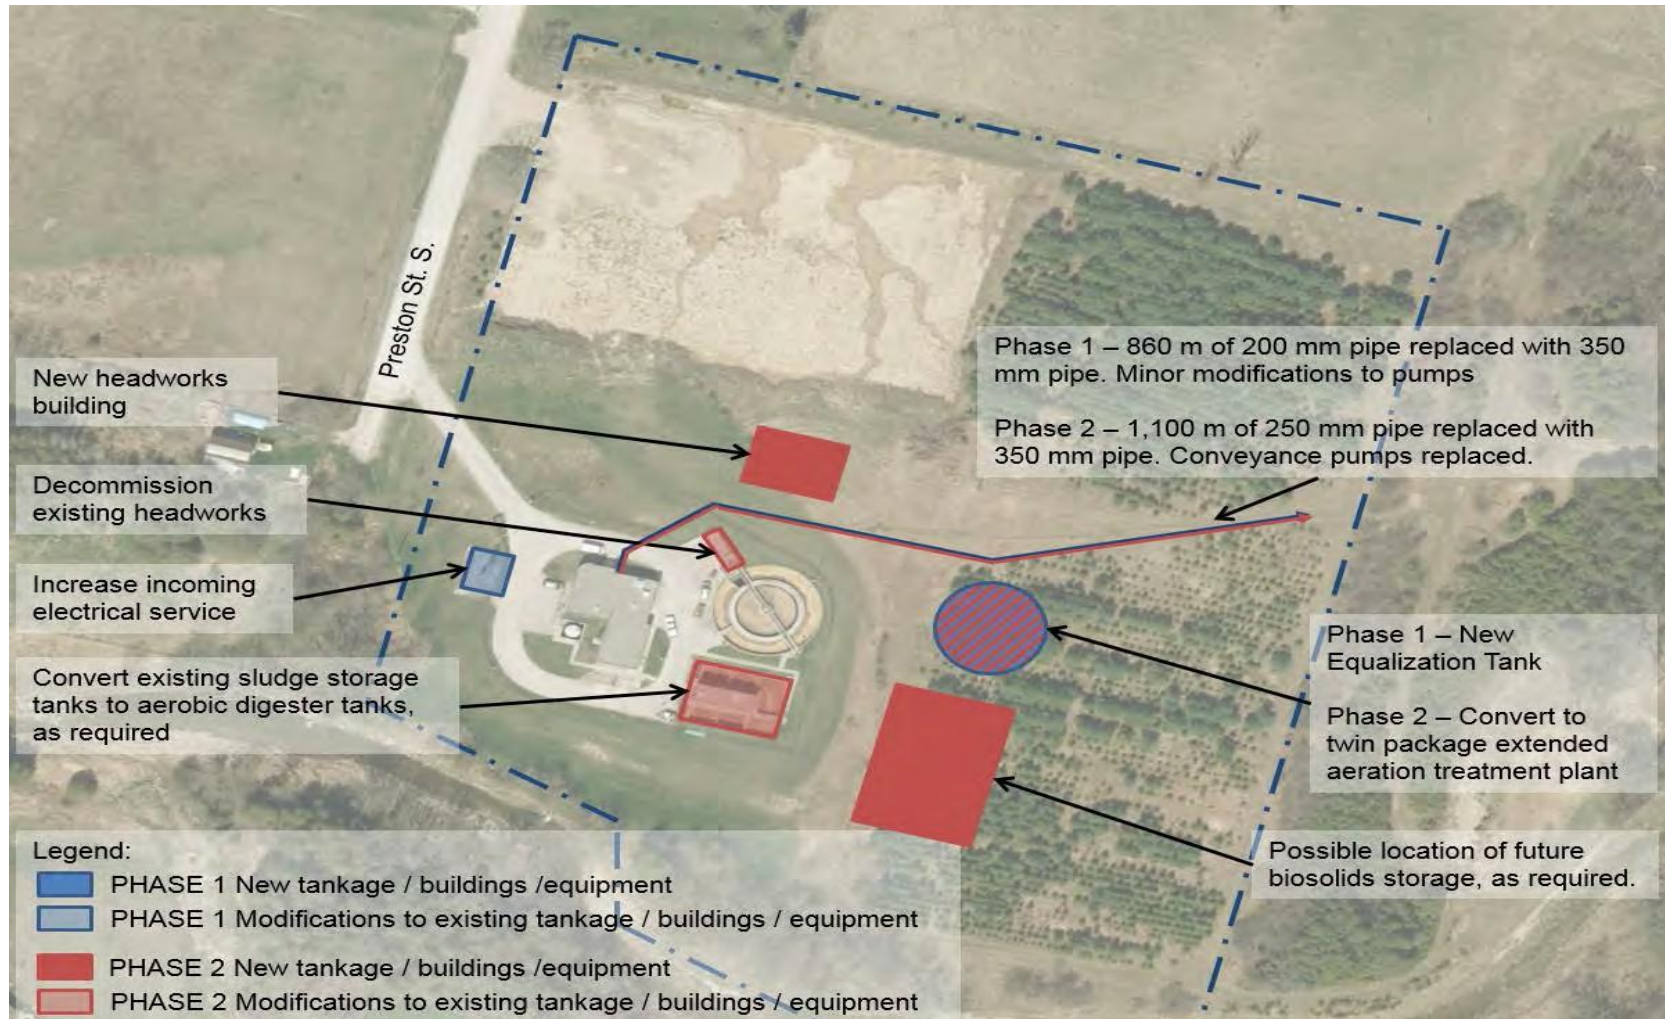 Preston St. S.
New headworks
building
Decommission
existing headworks
Increase incoming
electrical service
Convert existing sludge storage
tanks to aerobic digester tanks,
as required
Phase 1 – 860 m of 200 mm pipe replaced with 350
mm pipe. Minor modifications to pumps
Phase 2 – 1,100 m of 250 mm pipe replaced with
350 mm pipe. Conveyance pumps replaced.
Phase 1 – New
Equalization Tank
Phase 2 – Convert to
twin package extended
aeration treatment plant
Possible location of future
biosolids storage, as required.
Legend:
PHASE 1 New tankage / buildings /equipment
PHASE 1 Modifications to existing tankage / buildings / equipment
PHASE 2 New tankage / buildings /equipment
PHASE 2 Modifications to existing tankage / buildings / equipment